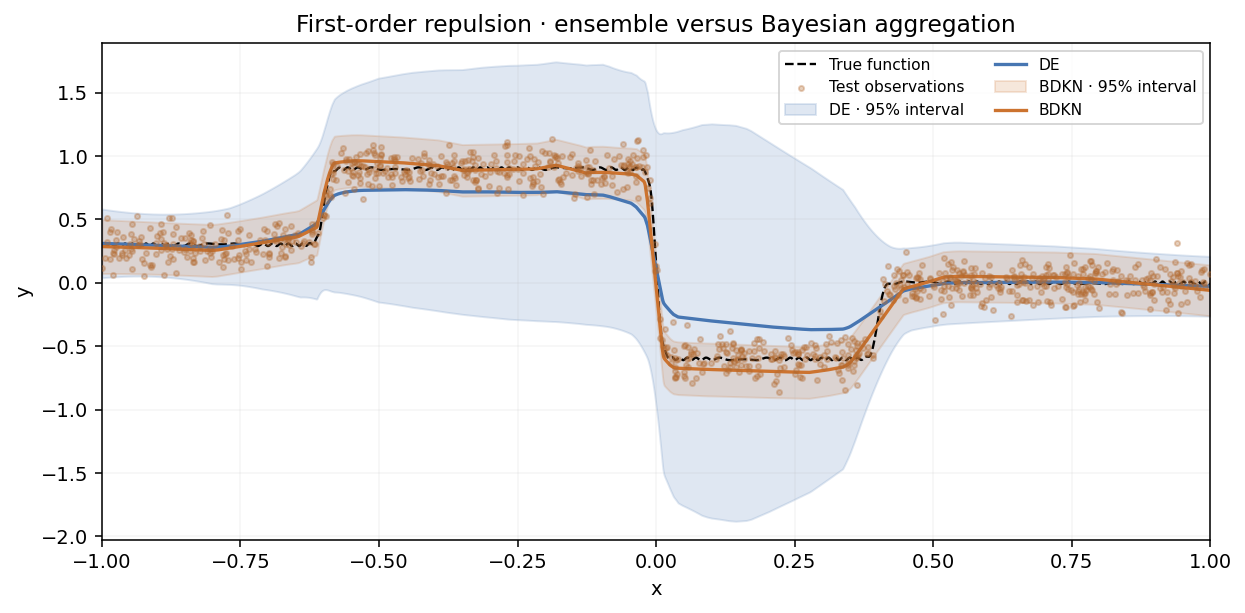 First-order repulsion · ensemble versus Bayesian aggregation
True function
Test observations
DE · 95% interval
DE
BDKN · 95% interval
BDKN
y
1.5
1.0
0.5
0.0
−0.5
−1.0
−1.5
−2.0
−1.00 −0.75 −0.50 −0.25 0.00 0.25 0.50 0.75 1.00
x